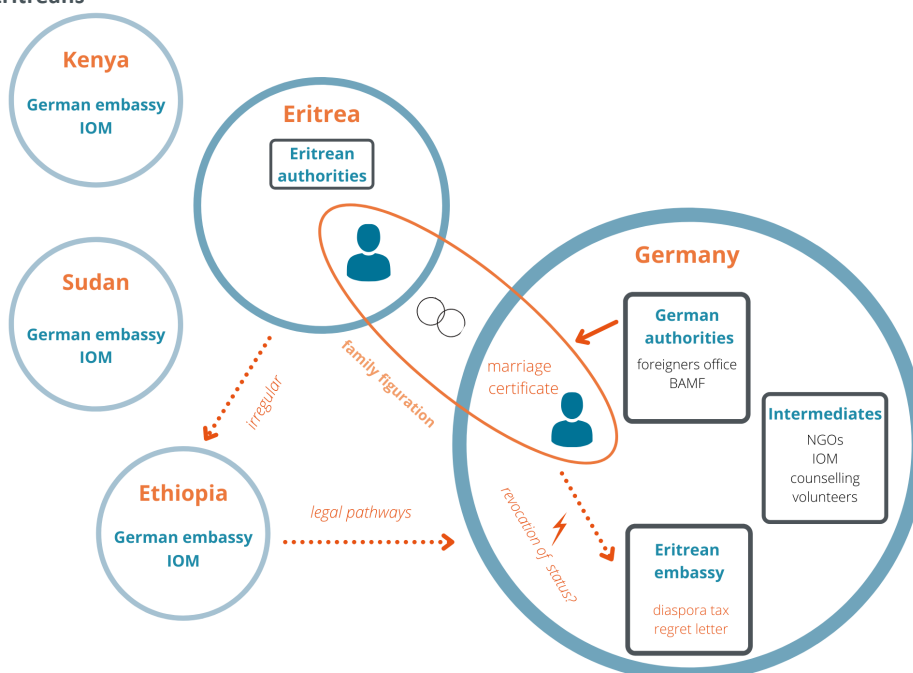 Kenya
German embassy
IOM
Eritrea
Eritrean
authorities
Sudan
German embassy
IOM
Germany
German
authorities
foreigners office
BAMF
family figuration
marriage
certificate
irregular
Intermediates
NGOs
IOM
counselling
volunteers
Ethiopia
German embassy
IOM
legal pathways
revocation of status?
Eritrean
embassy
diaspora tax
regret letter